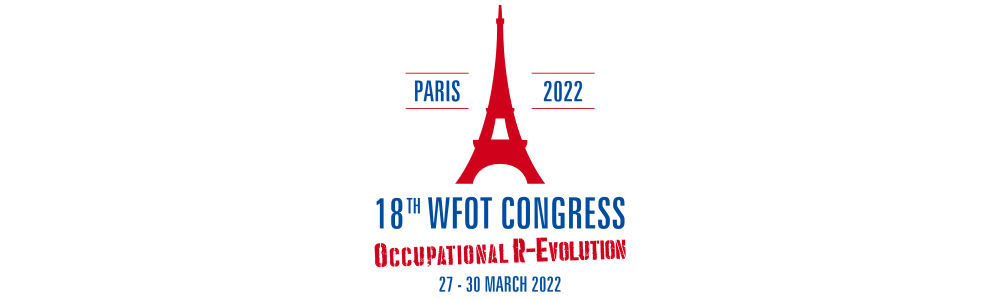 PARIS 2022
18TH WFOT CONGRESS
OCCUPATIONAL R-EVOLUTION
27 - 30 MARCH 2022